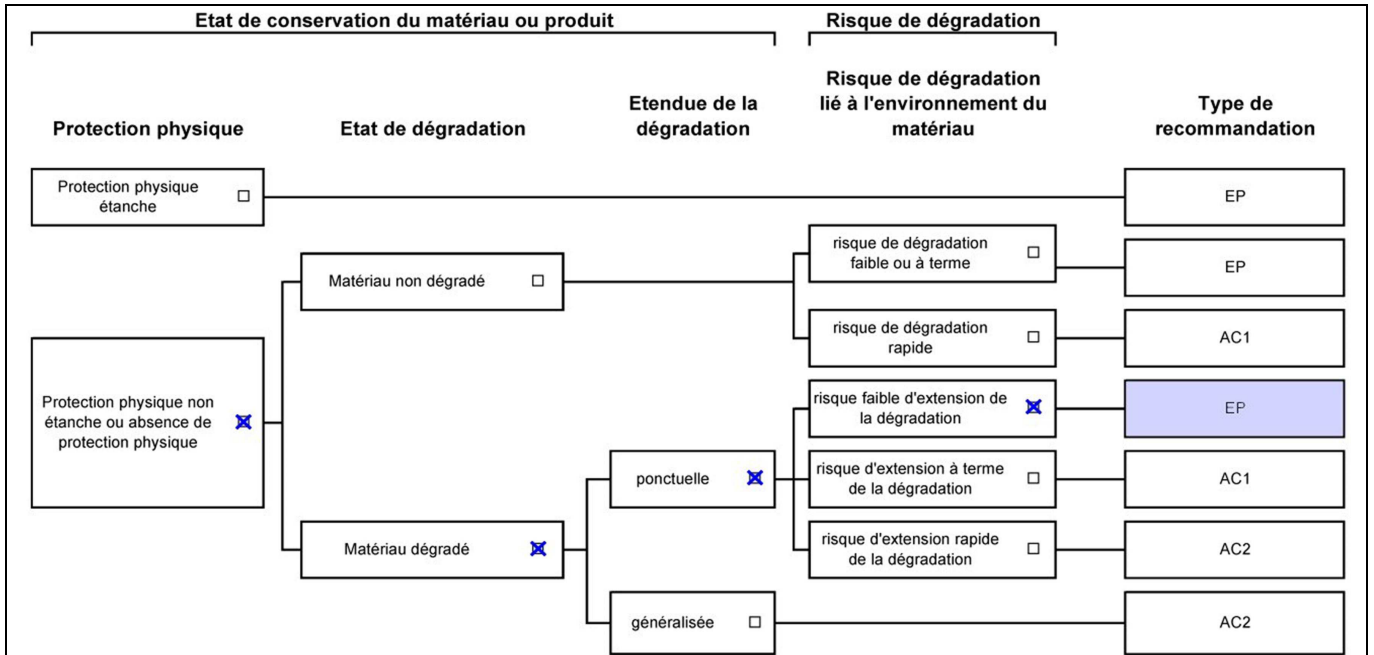 Etat de conservation du matériau ou produit
Risque de dégradation
Protection physique
Etat de dégradation
Etendue de la
dégradation
Risque de dégradation
lié à l'environnement du
matériau
Type de
recommandation
Protection physique
étanche
EP
risque de dégradation
faible ou à terme
EP
Matériau non dégradé
risque de dégradation
rapide
AC1
Protection physique non
étanche ou absence de
protection physique
risque faible d'extension de
la dégradation
EP
ponctuelle
risque d'extension à terme
de la dégradation
AC1
Matériau dégradé
risque d'extension rapide
de la dégradation
AC2
généralisée
AC2